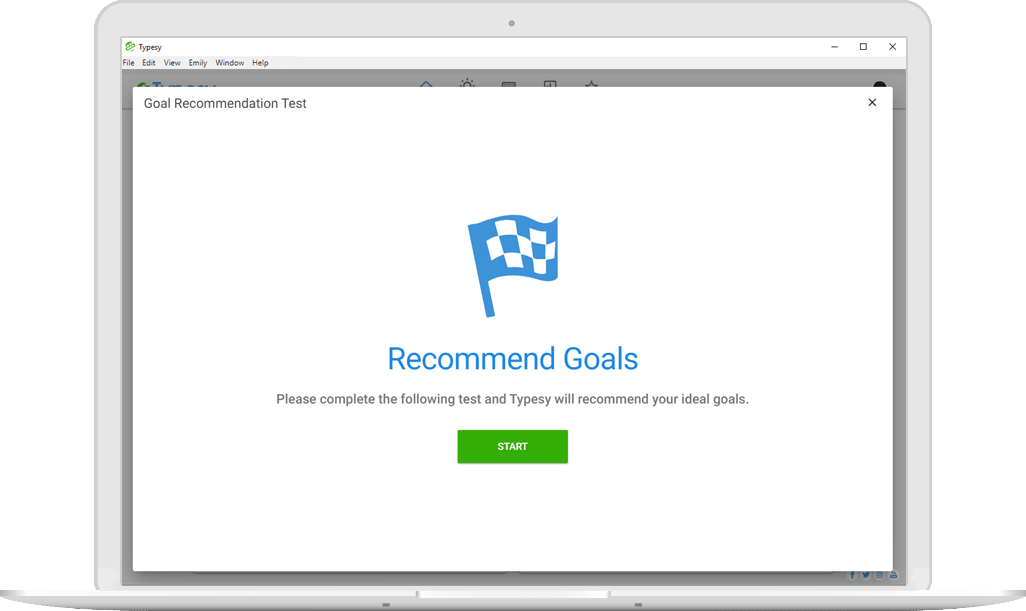 Typesy
File Edit View Emily Window Help
Goal Recommendation Test
Recommend Goals
Please complete the following test and Typesy will recommend your ideal goals.
START